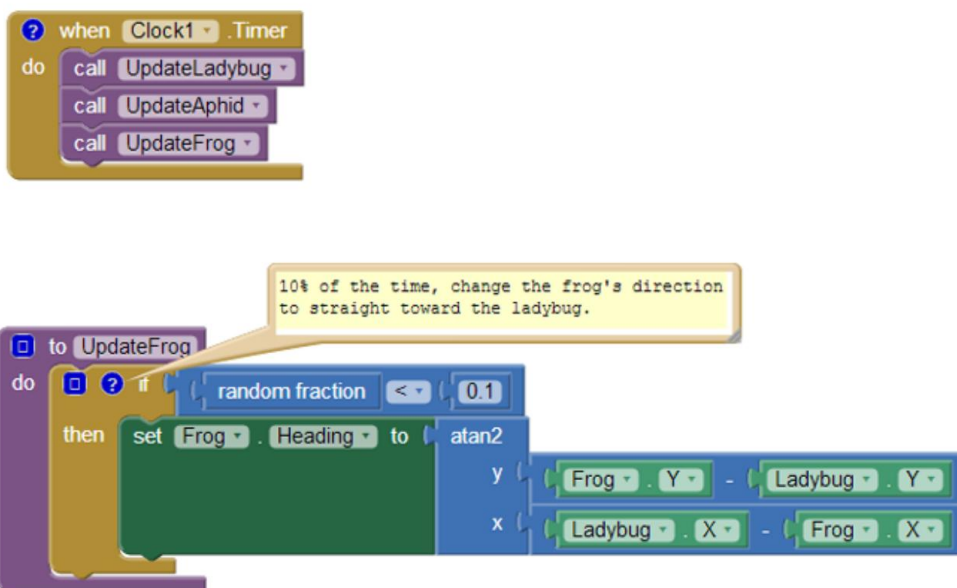 ? when Clock1 .Timer
do call UpdateLadybug
call UpdateAphid
call UpdateFrog
10% of the time, change the frog's direction
to straight toward the ladybug.
to UpdateFrog
do ? if random fraction < 0.1
then set Frog . Heading to atan2
y Frog . Y - Ladybug . Y
x Ladybug . X - Frog . X